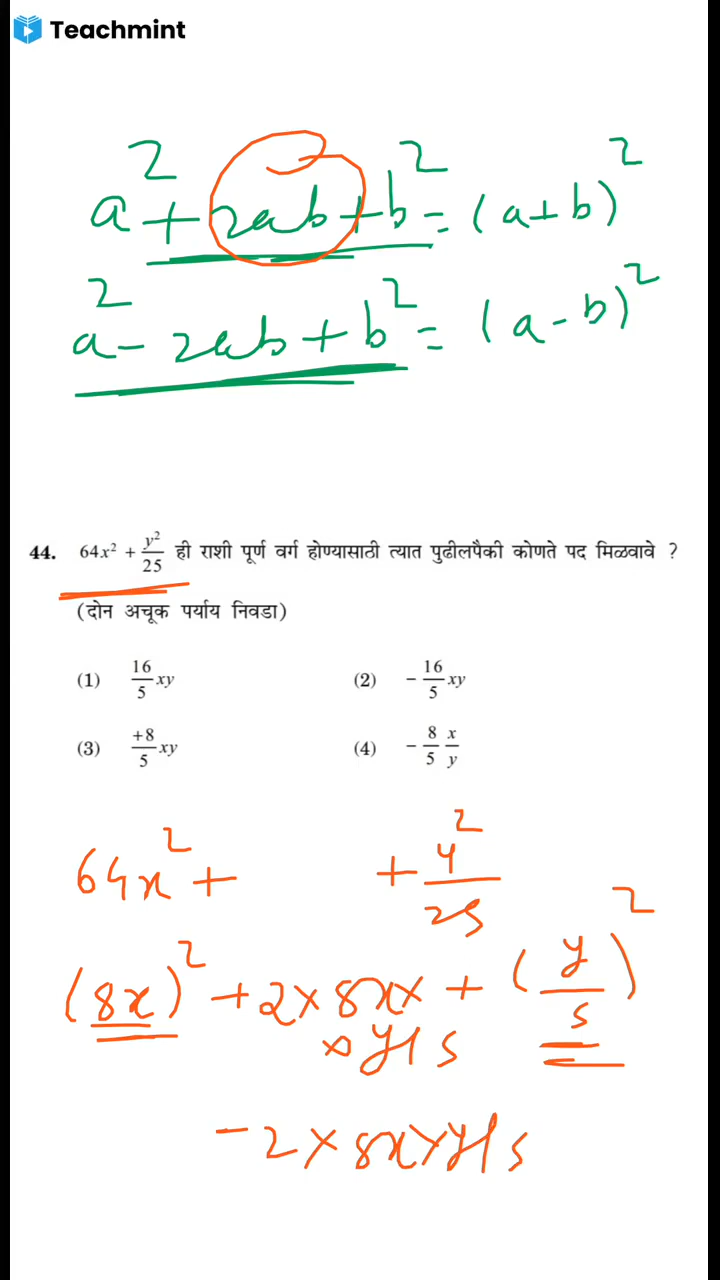 Teachmint
a² + 2ab + b² = (a + b)²
a² - 2ab + b² = (a - b)²
44. 64x² + y²/25 ही राशी पूर्ण वर्ग होण्यासाठी त्यात पुढीलपैकी कोणते पद मिळवावे ?
(दोन अचूक पर्याय निवडा)
(1) 16/5 xy (2) - 16/5 xy
(3) +8/5 xy (4) - 8/5 x/y
64x² + + y²/25
(8x)² + 2 × 8x × + (y/5)²
× y/5
- 2 × 8x × y/5